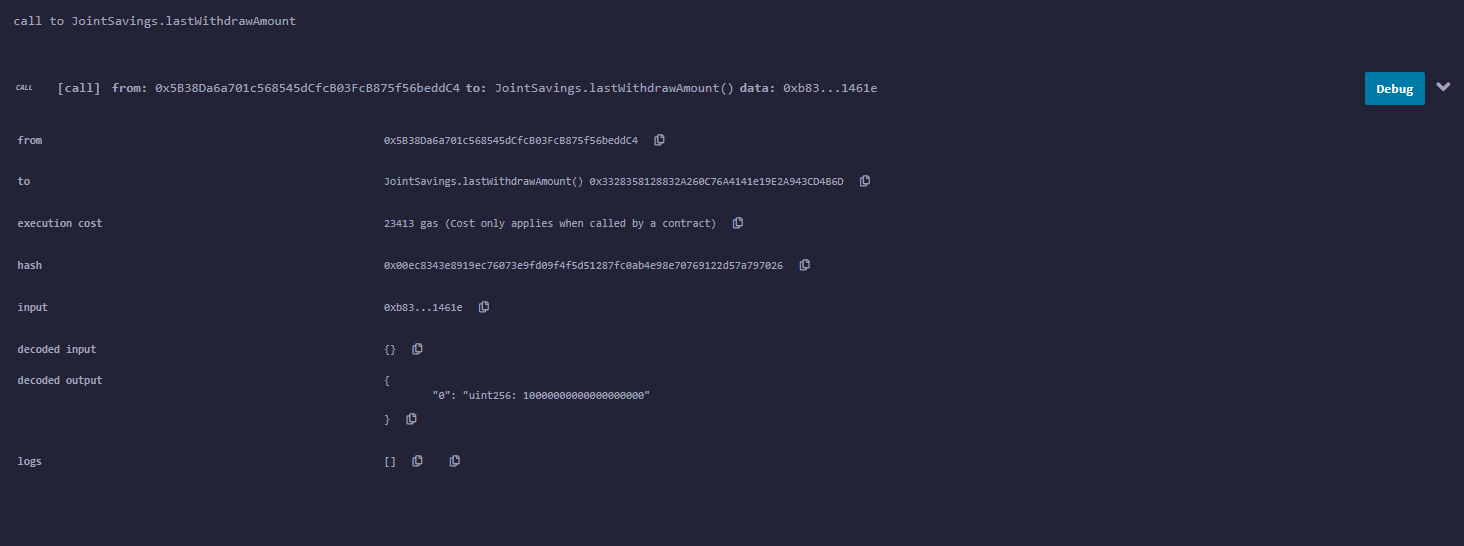 call to JointSavings.lastWithdrawAmount
CALL [call] from: 0x5B38Da6a701c568545dCfcB03FcB875f56beddC4 to: JointSavings.lastWithdrawAmount() data: 0xb83...1461e Debug
from 0x5B38Da6a701c568545dCfcB03FcB875f56beddC4
to JointSavings.lastWithdrawAmount() 0x3328358128832A260C76A4141e19E2A943CD4B6D
execution cost 23413 gas (Cost only applies when called by a contract)
hash 0x00ec8343e8919ec76073e9fd09f4f5d51287fc0ab4e98e70769122d57a797026
input 0xb83...1461e
decoded input {}
decoded output {
"0": "uint256: 10000000000000000000"
}
logs []